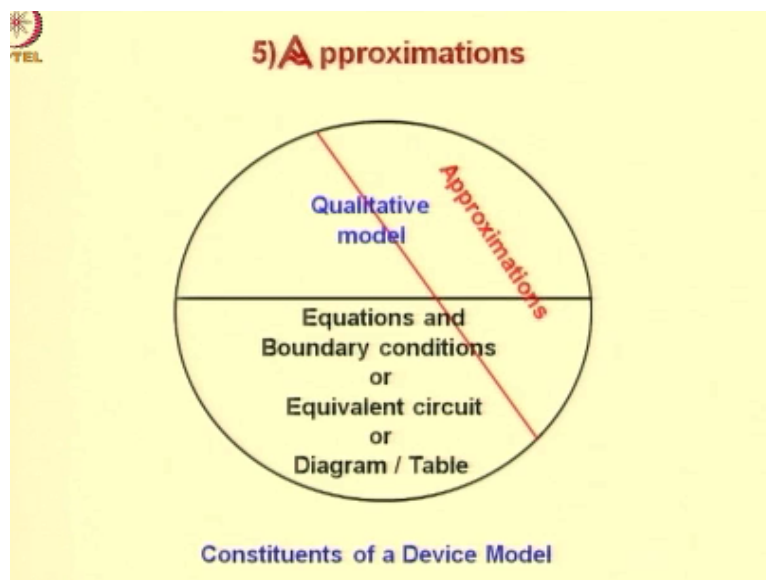 PTEL
5) Approximations
Qualitative
model
Approximations
Equations and
Boundary conditions
or
Equivalent circuit
or
Diagram / Table
Constituents of a Device Model